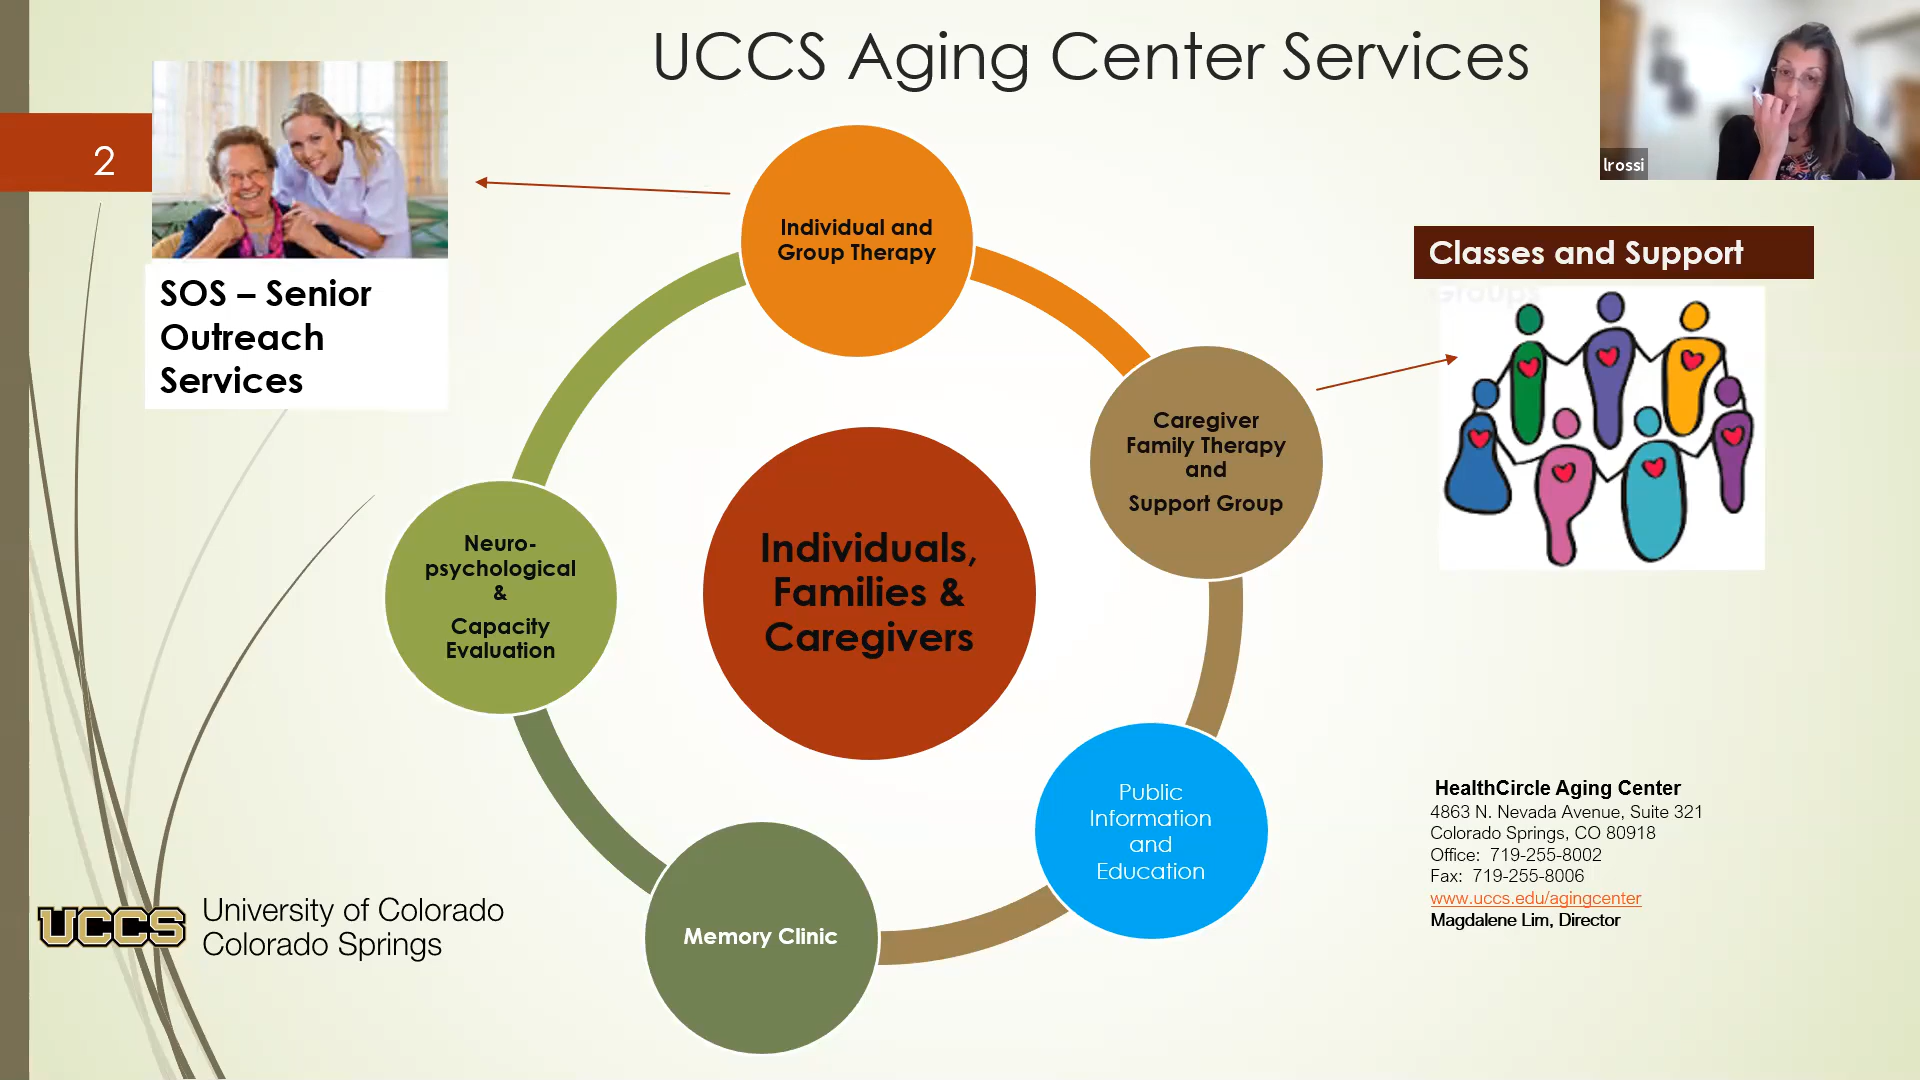 UCCS Aging Center Services
2
lrossi
SOS – Senior
Outreach
Services
Individual and
Group Therapy
Classes and Support
Groups
Caregiver
Family Therapy
and
Support Group
Neuro-
psychological
&
Capacity
Evaluation
Individuals,
Families &
Caregivers
Public
Information
and
Education
Memory Clinic
HealthCircle Aging Center
4863 N. Nevada Avenue, Suite 321
Colorado Springs, CO 80918
Office:  719-255-8002
Fax:  719-255-8006
www.uccs.edu/agingcenter
Magdalene Lim, Director
UCCS
University of Colorado
Colorado Springs